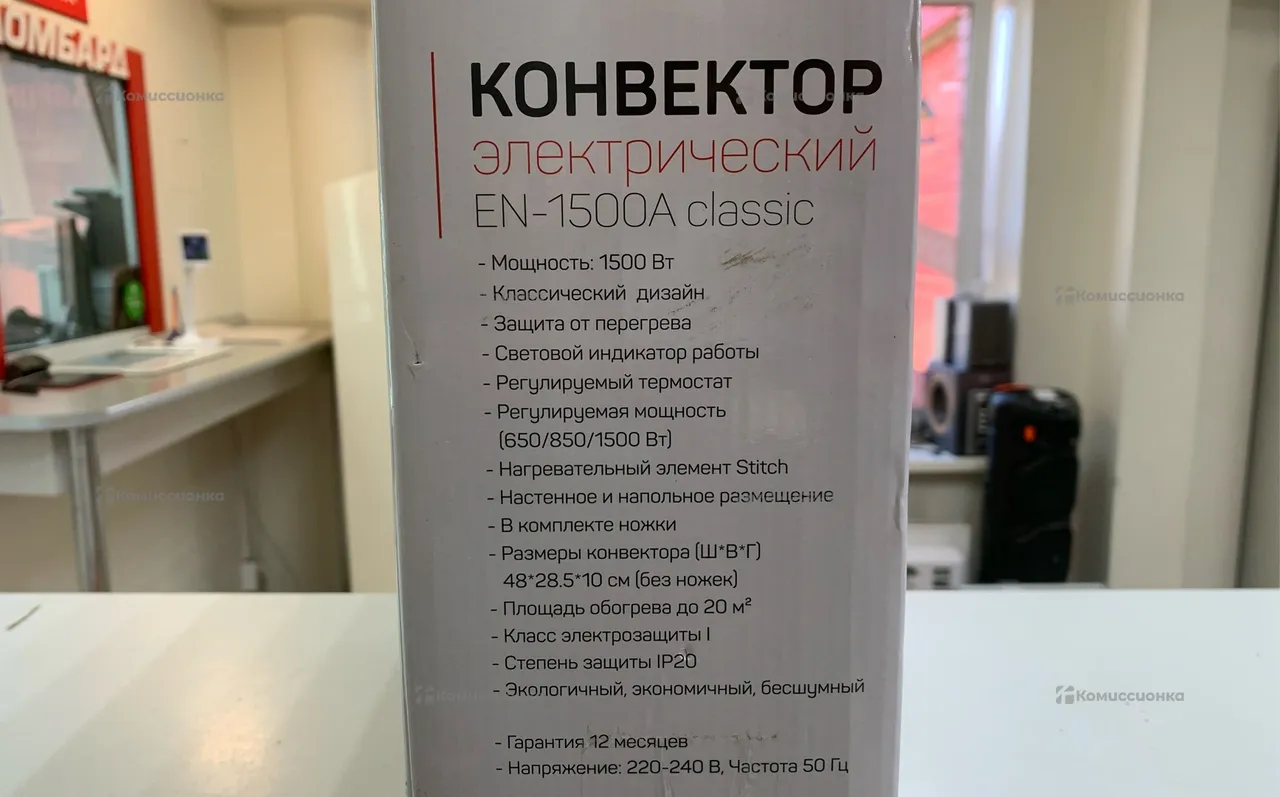 ЛОМБАРД
КОНВЕКТОР
электрический
EN-1500A classic
- Мощность: 1500 Вт
- Классический дизайн
- Защита от перегрева
- Световой индикатор работы
- Регулируемый термостат
- Регулируемая мощность
(650/850/1500 Вт)
- Нагревательный элемент Stitch
- Настенное и напольное размещение
- В комплекте ножки
- Размеры конвектора (Ш*В*Г)
48*28.5*10 см (без ножек)
- Площадь обогрева до 20 м²
- Класс электрозащиты I
- Степень защиты IP20
- Экологичный, экономичный, бесшумный
- Гарантия 12 месяцев
- Напряжение: 220-240 В, Частота 50 Гц
Комиссионка
Комиссионка
Комиссионка
Комиссионка
Комиссионка
Комиссионка